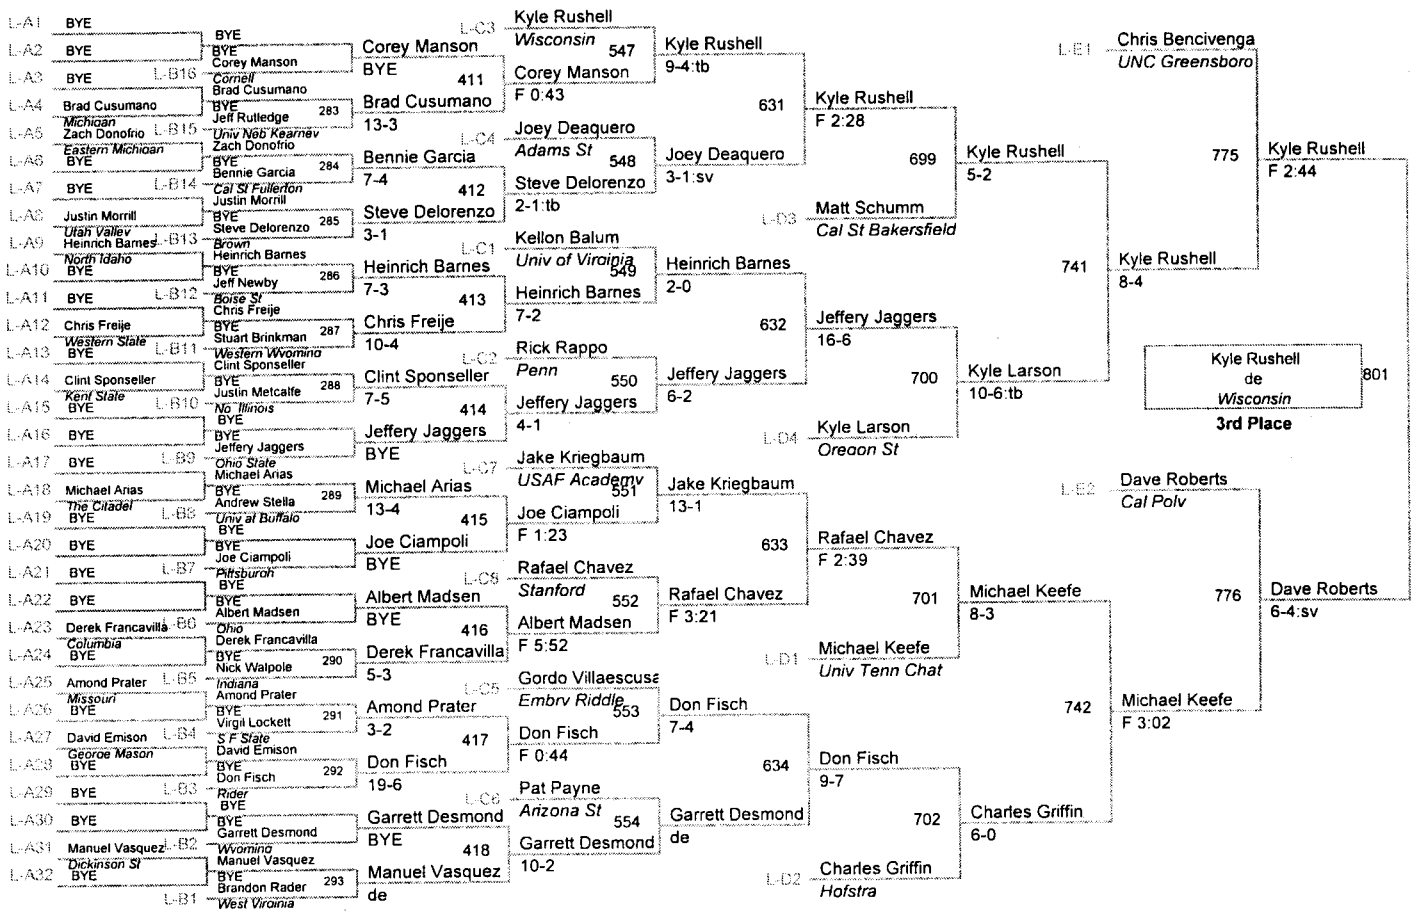 L-A1 BYE
L-A2 BYE
L-A3 BYE
L-A4 Brad Cusumano
Michigan
L-A5 Zach Donofrio
Eastern Michigan
L-A6 BYE
L-A7 BYE
L-A8 Justin Morrill
Utah Valley
L-A9 Heinrich Barnes
North Idaho
L-A10 BYE
L-A11 BYE
L-A12 Chris Freije
Western State
L-A13 BYE
L-A14 Clint Sponseller
Kent State
L-A15 BYE
L-A16 BYE
L-A17 BYE
L-A18 Michael Arias
The Citadel
L-A19 BYE
L-A20 BYE
L-A21 BYE
L-A22 BYE
L-A23 Derek Francavilla
Columbia
L-A24 BYE
L-A25 Amond Prater
Missouri
L-A26 BYE
L-A27 David Emison
George Mason
L-A28 BYE
L-A29 BYE
L-A30 BYE
L-A31 Manuel Vasquez
Dickinson St
L-A32 BYE
BYE
BYE
L-B16 Corey Manson
Cornell
Brad Cusumano
BYE
283
L-B15 Jeff Rutledge
Univ Neb Kearney
Zach Donofrio
BYE
284
L-B14 Bennie Garcia
Cal St Fullerton
Justin Morrill
BYE
285
L-B13 Steve Delorenzo
Brown
Heinrich Barnes
BYE
286
L-B12 Jeff Newby
Boise St
Chris Freije
BYE
287
L-B11 Stuart Brinkman
Western Wyoming
Clint Sponseller
BYE
288
L-B10 Justin Metcalfe
No Illinois
BYE
BYE
L-B9 Jeffery Jaggers
Ohio State
Michael Arias
BYE
289
L-B8 Andrew Stella
Univ at Buffalo
BYE
BYE
L-B7 Joe Ciampoli
Pittsburgh
BYE
BYE
L-B6 Albert Madsen
Ohio
Derek Francavilla
BYE
290
L-B5 Nick Walpole
Indiana
Amond Prater
BYE
291
L-B4 Virgil Lockett
S F State
David Emison
BYE
292
L-B3 Don Fisch
Rider
BYE
BYE
L-B2 Garrett Desmond
Wyoming
Manuel Vasquez
BYE
293
L-B1 Brandon Rader
West Virginia
Corey Manson
BYE
411
Brad Cusumano
13-3
Bennie Garcia
7-4
412
Steve Delorenzo
3-1
Heinrich Barnes
7-3
413
Chris Freije
10-4
Clint Sponseller
7-5
414
Jeffery Jaggers
BYE
Michael Arias
13-4
415
Joe Ciampoli
BYE
Albert Madsen
BYE
416
Derek Francavilla
5-3
Amond Prater
3-2
417
Don Fisch
19-6
Garrett Desmond
BYE
418
Manuel Vasquez
de
L-C3 Kyle Rushell
Wisconsin
547
Corey Manson
F 0:43
L-C4 Joey Deaquero
Adams St
548
Steve Delorenzo
2-1:tb
L-C1 Kellon Balum
Univ of Virginia
549
Heinrich Barnes
7-2
L-C2 Rick Rappo
Penn
550
Jeffery Jaggers
4-1
L-C7 Jake Kriegbaum
USAF Academy
551
Joe Ciampoli
F 1:23
L-C8 Rafael Chavez
Stanford
552
Albert Madsen
F 5:52
L-C5 Gordo Villaescusa
Embry Riddle
553
Don Fisch
F 0:44
L-C6 Pat Payne
Arizona St
554
Garrett Desmond
10-2
Kyle Rushell
9-4:tb
631
Joey Deaquero
3-1:sv
Heinrich Barnes
2-0
632
Jeffery Jaggers
6-2
Jake Kriegbaum
13-1
633
Rafael Chavez
F 3:21
Don Fisch
7-4
634
Garrett Desmond
de
Kyle Rushell
F 2:28
699
L-D3 Matt Schumm
Cal St Bakersfield
Jeffery Jaggers
16-6
700
L-D4 Kyle Larson
Oregon St
Rafael Chavez
F 2:39
701
L-D1 Michael Keefe
Univ Tenn Chat
Don Fisch
9-7
702
L-D2 Charles Griffin
Hofstra
Kyle Rushell
5-2
741
Kyle Larson
10-6:tb
Michael Keefe
8-3
742
Charles Griffin
6-0
L-E1 Chris Bencivenga
UNC Greensboro
775
Kyle Rushell
8-4
L-E2 Dave Roberts
Cal Poly
776
Michael Keefe
F 3:02
Kyle Rushell
F 2:44
801
Dave Roberts
6-4:sv
Kyle Rushell
de
Wisconsin
3rd Place